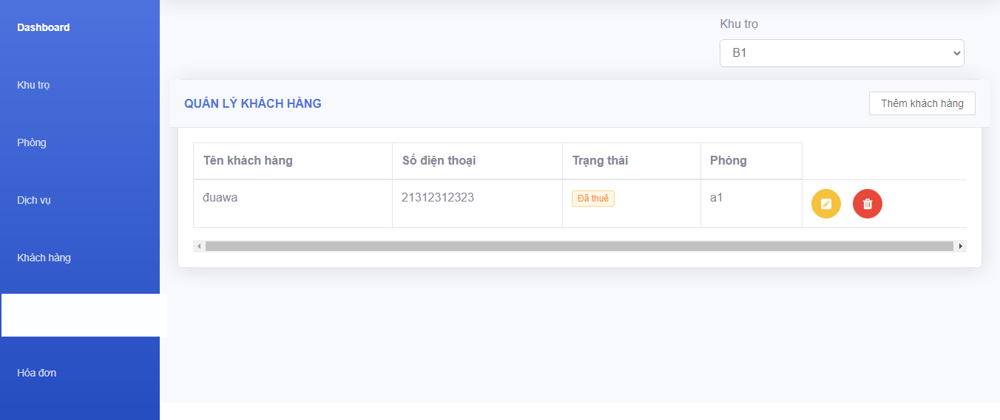 Dashboard
Khu trọ
Phòng
Dịch vụ
Khách hàng
Hóa đơn
Khu trọ
B1
QUẢN LÝ KHÁCH HÀNG
Thêm khách hàng
Tên khách hàng Số điện thoại Trạng thái Phòng
đuawa 21312312323 Đã thuê a1